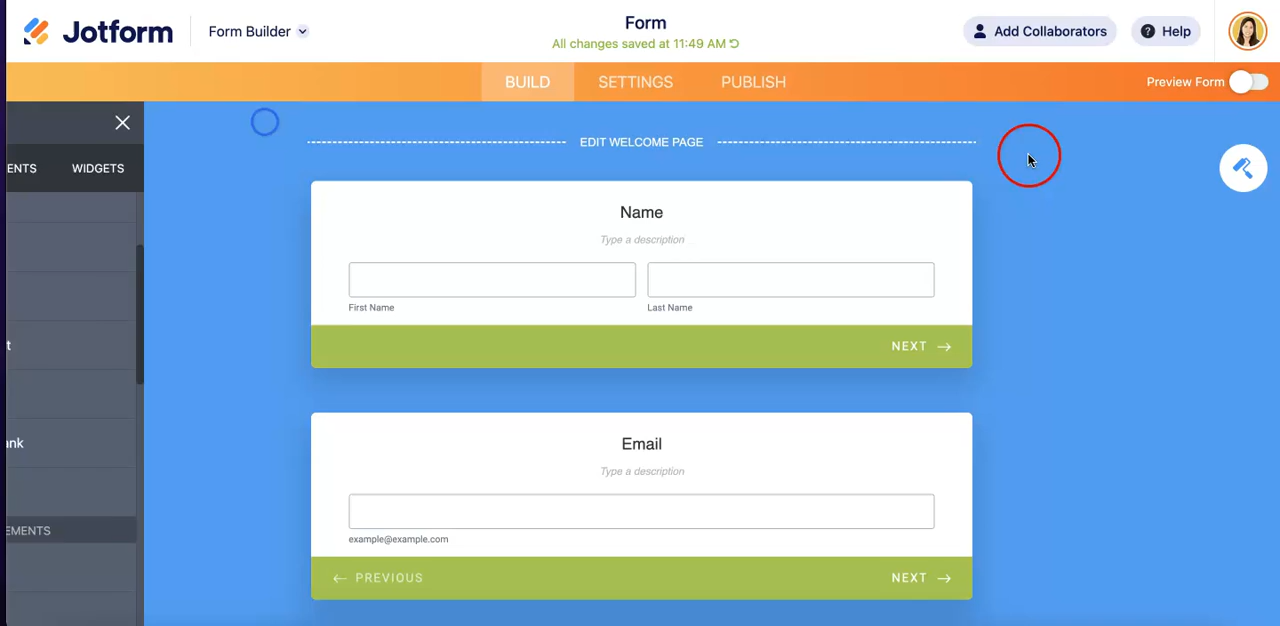 Jotform
Form Builder
Form
All changes saved at 11:49 AM
Add Collaborators
Help
BUILD
SETTINGS
PUBLISH
Preview Form
ENTS
WIDGETS
t
ank
EMENTS
EDIT WELCOME PAGE
Name
Type a description
First Name
Last Name
NEXT
Email
Type a description
example@example.com
PREVIOUS
NEXT